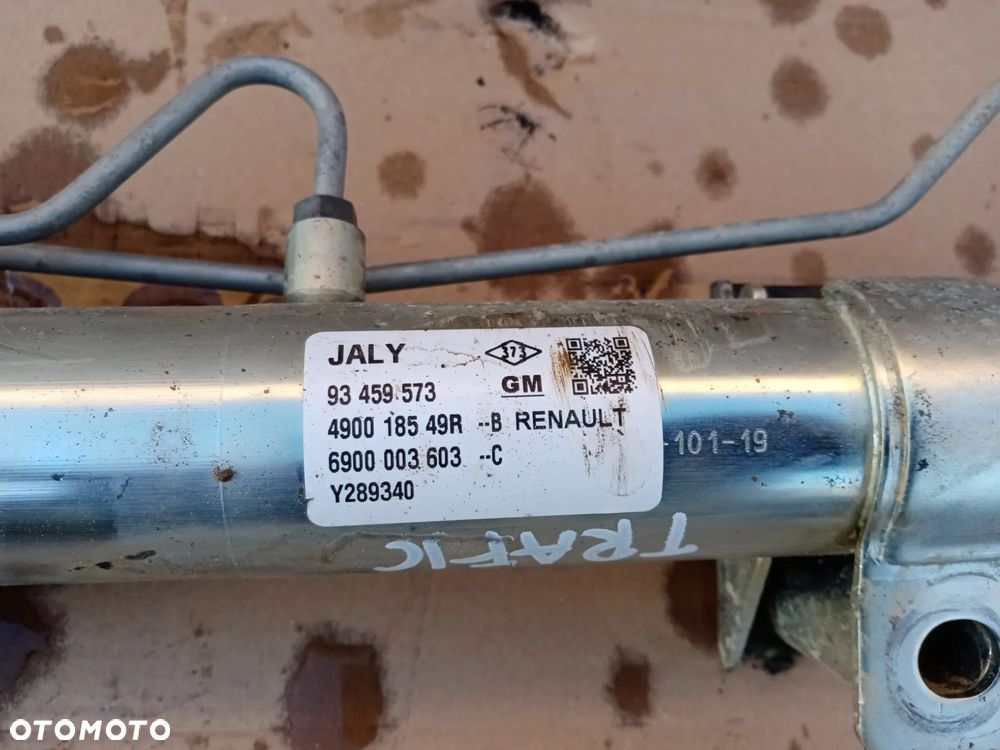 JALY 373
93 459 573 GM
4900 185 49R --B RENAULT
6900 003 603 --C
Y289340
-101-19
TRAFIC
OTOMOTO